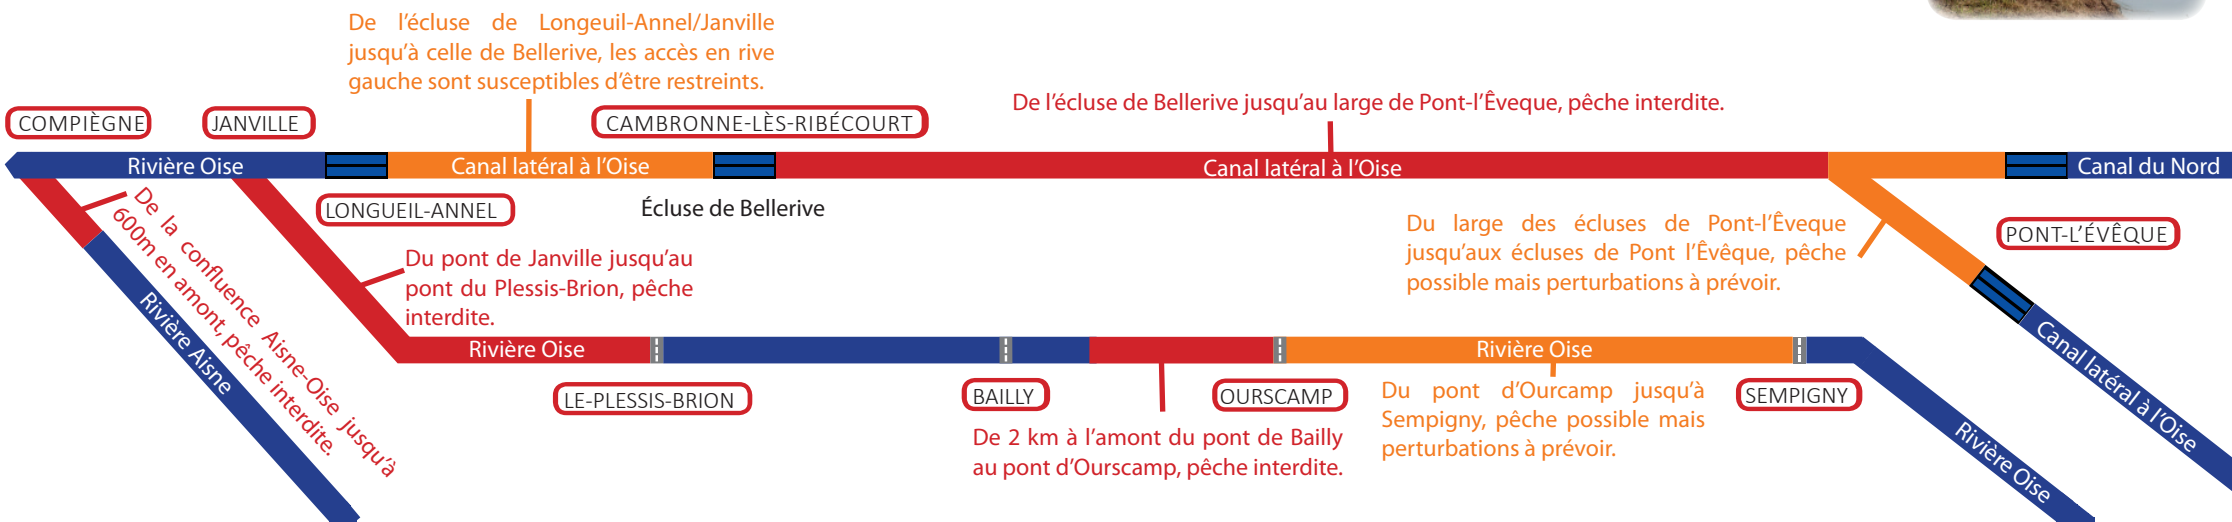 De l'écluse de Longeuil-Annel/Janville
jusqu'à celle de Bellerive, les accès en rive
gauche sont susceptibles d'être restreints.
De l'écluse de Bellerive jusqu'au large de Pont-l'Êveque, pêche interdite.
COMPIÈGNE
JANVILLE
CAMBRONNE-LÈS-RIBÉCOURT
Rivière Oise
Canal latéral à l'Oise
Canal latéral à l'Oise
Canal du Nord
LONGUEIL-ANNEL
Écluse de Bellerive
De la confluence Aisne-Oise jusqu'à
600m en amont, pêche interdite.
Rivière Aisne
Du pont de Janville jusqu'au
pont du Plessis-Brion, pêche
interdite.
Du large des écluses de Pont-l'Êveque
jusqu'aux écluses de Pont l'Êvêque, pêche
possible mais perturbations à prévoir.
PONT-L'ÉVÊQUE
Canal latéral à l'Oise
Rivière Oise
Rivière Oise
LE-PLESSIS-BRION
BAILLY
OURSCAMP
SEMPIGNY
De 2 km à l'amont du pont de Bailly
au pont d'Ourscamp, pêche interdite.
Du pont d'Ourcamp jusqu'à
Sempigny, pêche possible mais
perturbations à prévoir.
Rivière Oise